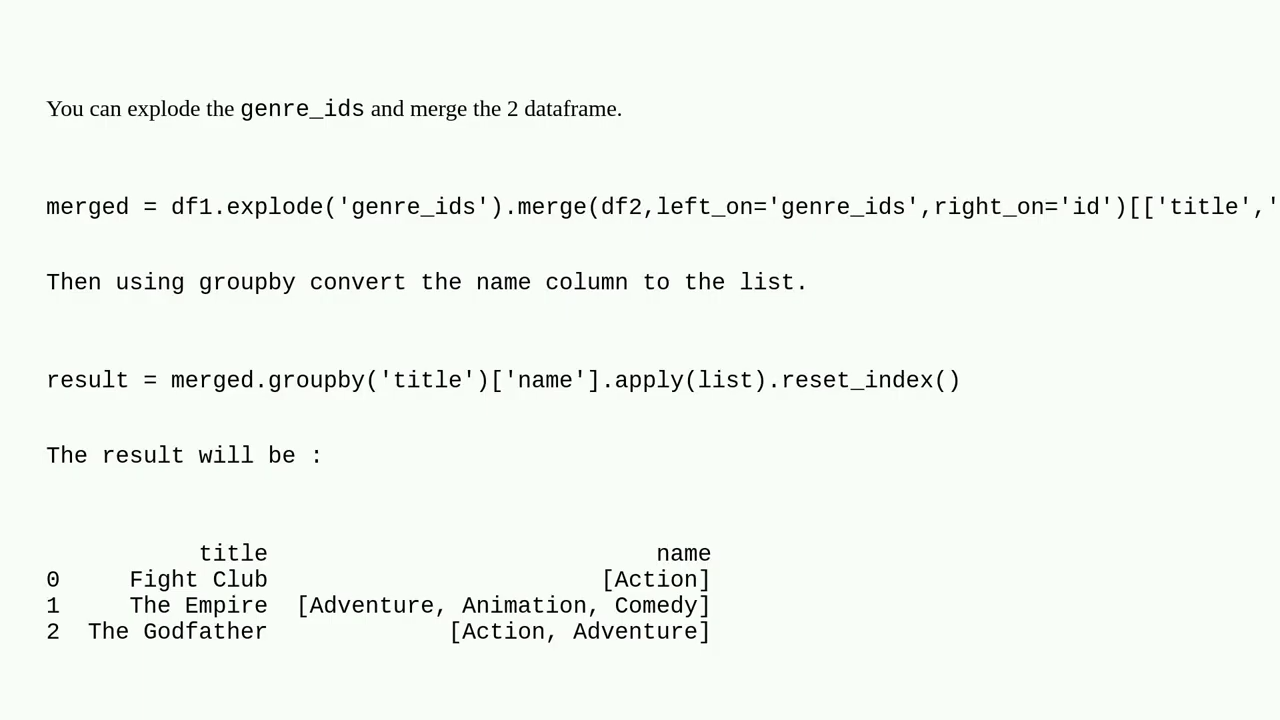 You can explode the genre_ids and merge the 2 dataframe.
merged = df1.explode('genre_ids').merge(df2,left_on='genre_ids',right_on='id')[['title','
Then using groupby convert the name column to the list.
result = merged.groupby('title')['name'].apply(list).reset_index()
The result will be :
title name
0 Fight Club [Action]
1 The Empire [Adventure, Animation, Comedy]
2 The Godfather [Action, Adventure]